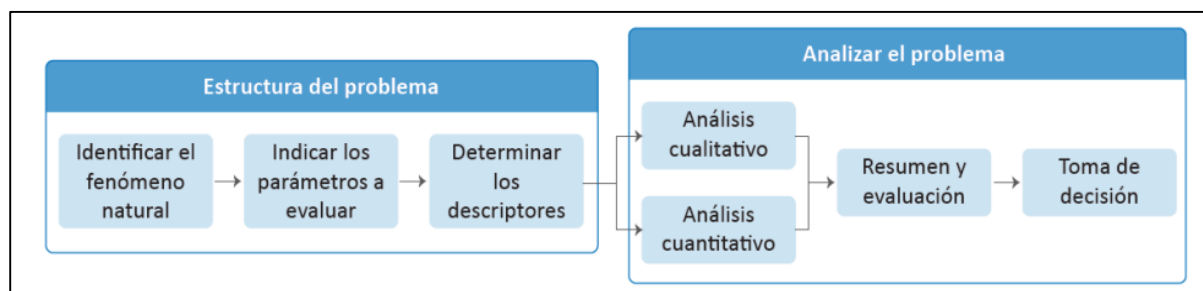 Estructura del problema
Identificar el
fenómeno
natural
Indicar los
parámetros a
evaluar
Determinar
los
descriptores
Analizar el problema
Análisis
cualitativo
Análisis
cuantitativo
Resumen y
evaluación
Toma de
decisión